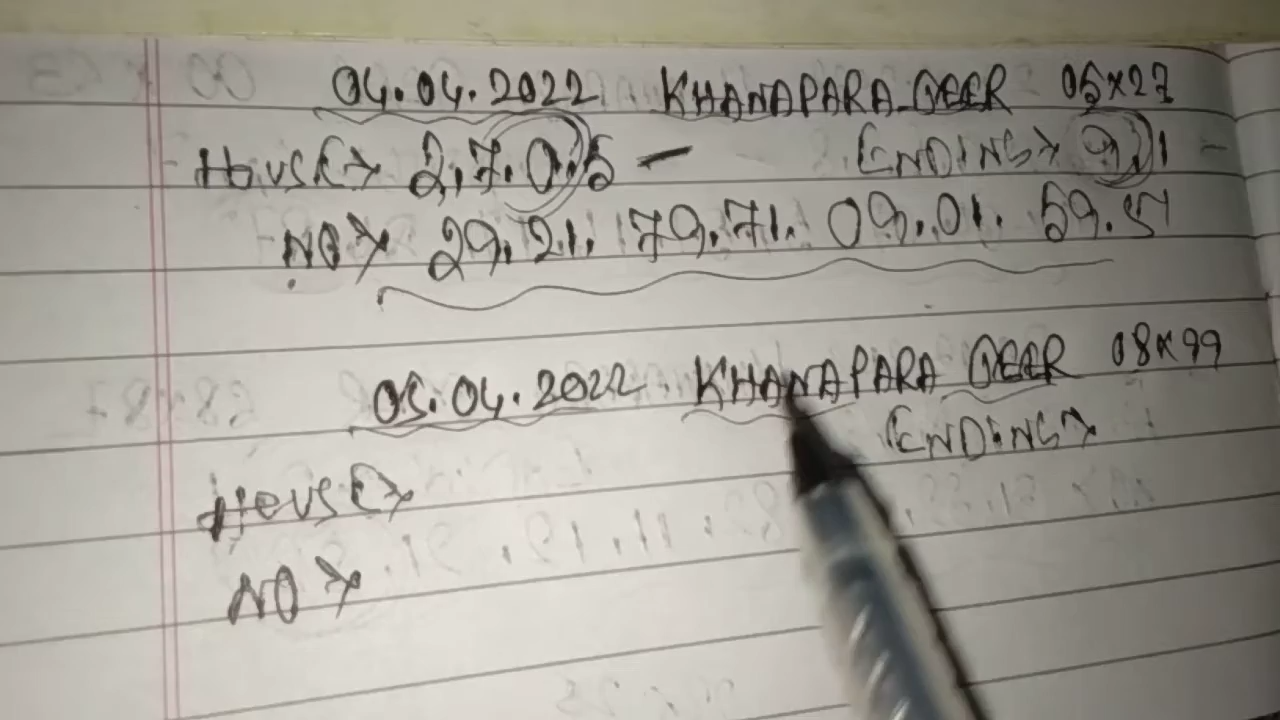 04.04.2022 KHANAPARA TEER 05×27
HOUSE> 2,7.0.5 — ENDING> 9.1 -
NO> 29.21.79.71.09.01.59.51
05.04.2022 KHANAPARA TEER 08×99
ENDING>
HOUSE>
NO>